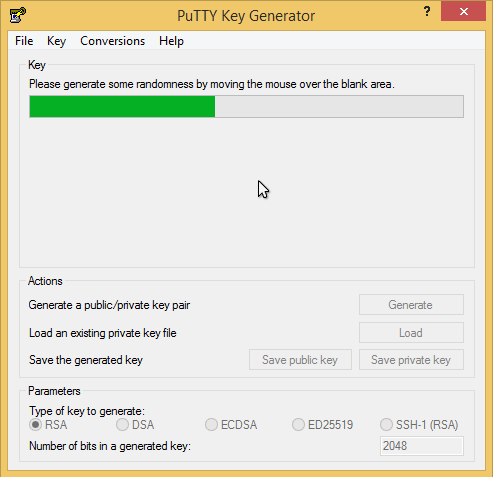 PuTTY Key Generator ?
File Key Conversions Help
Key
Please generate some randomness by moving the mouse over the blank area.
Actions
Generate a public/private key pair Generate
Load an existing private key file Load
Save the generated key Save public key Save private key
Parameters
Type of key to generate:
RSA DSA ECDSA ED25519 SSH-1 (RSA)
Number of bits in a generated key: 2048